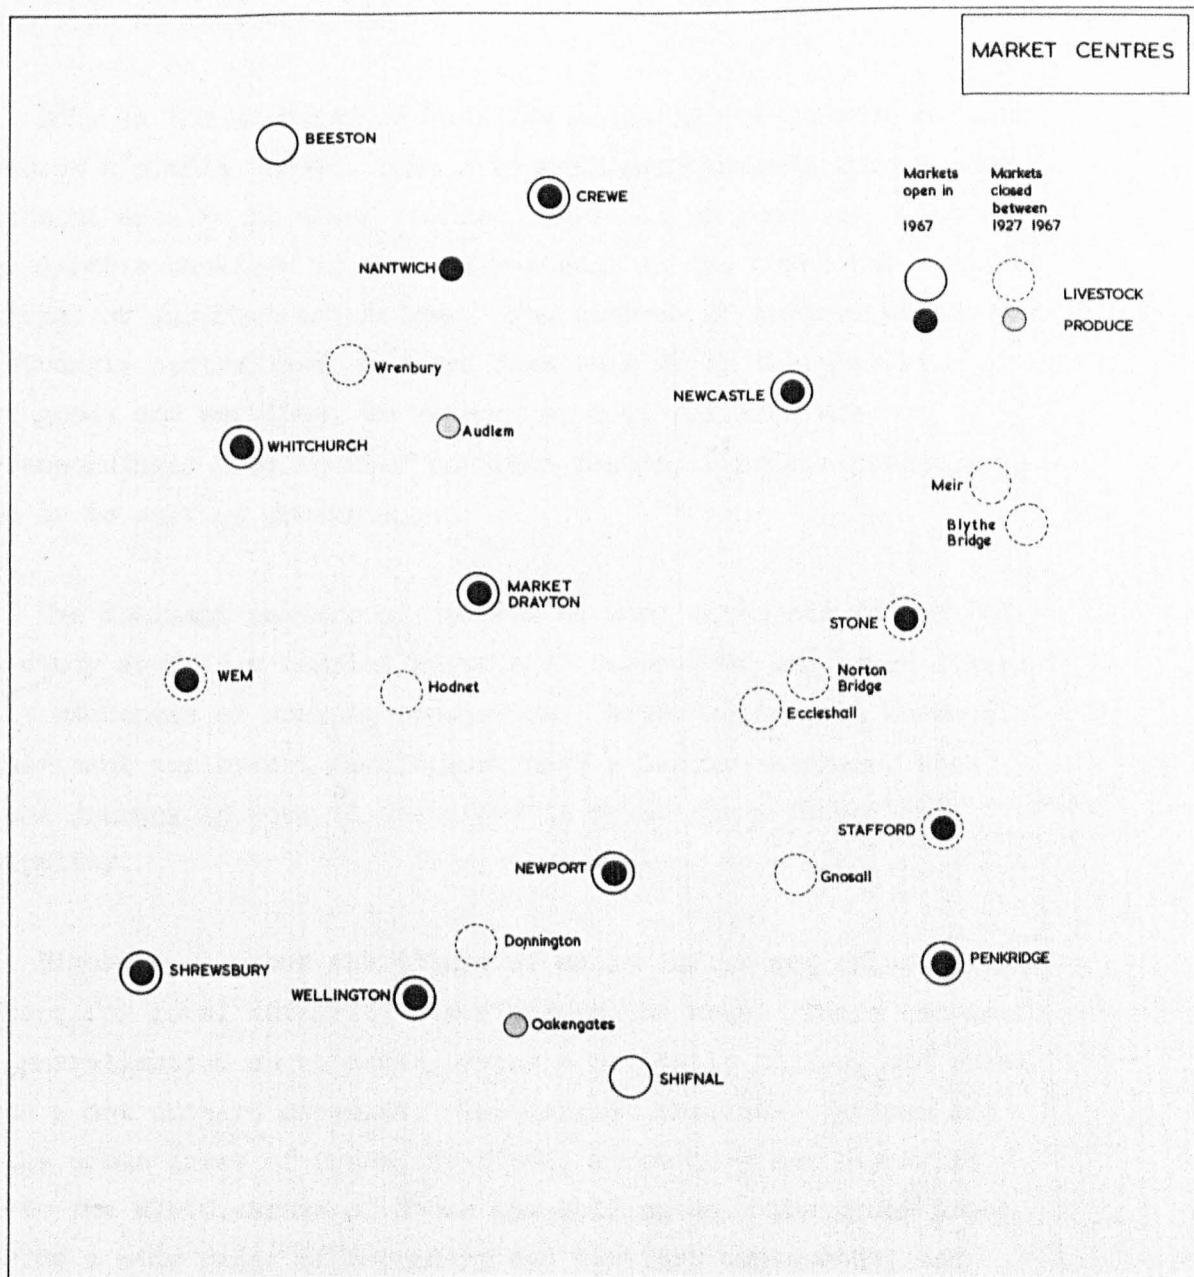 MARKET CENTRES
BEESTON
CREWE
Markets
open in
1967
Markets
closed
between
1927 1967
NANTWICH
LIVESTOCK
PRODUCE
Wrenbury
NEWCASTLE
Audlem
WHITCHURCH
Meir
Blythe
Bridge
MARKET
DRAYTON
STONE
WEM
Hodnet
Norton
Bridge
Eccleshall
STAFFORD
NEWPORT
Gnosall
Donnington
SHREWSBURY
PENKRIDGE
WELLINGTON
Oakengates
SHIFNAL